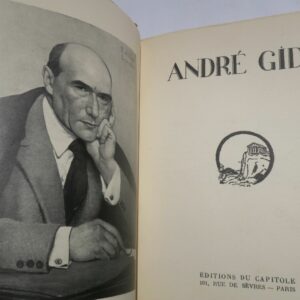 ANDRÉ GID
EDITIONS DU CAPITOLE
101, RUE DE SÈVRES — PARIS